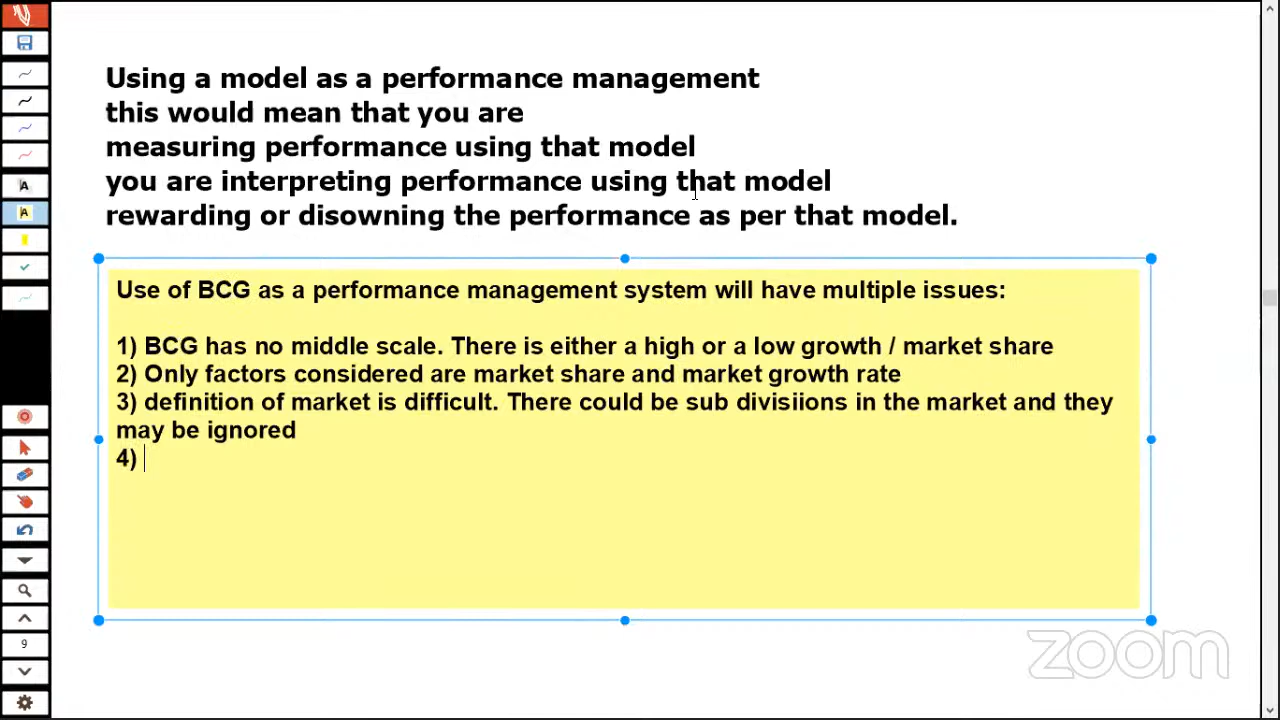 Using a model as a performance management
this would mean that you are
measuring performance using that model
you are interpreting performance using that model
rewarding or disowning the performance as per that model.
Use of BCG as a performance management system will have multiple issues:
1) BCG has no middle scale. There is either a high or a low growth / market share
2) Only factors considered are market share and market growth rate
3) definition of market is difficult. There could be sub divisiions in the market and they
may be ignored
4)
A
A
9
zoom